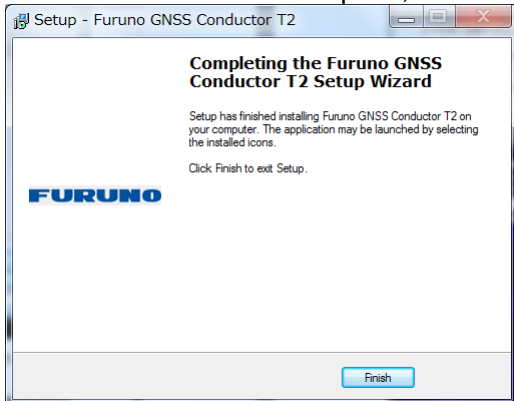 Setup - Furuno GNSS Conductor T2
Completing the Furuno GNSS
Conductor T2 Setup Wizard
Setup has finished installing Furuno GNSS Conductor T2 on
your computer. The application may be launched by selecting
the installed icons.
Click Finish to exit Setup.
FURUNO
Finish